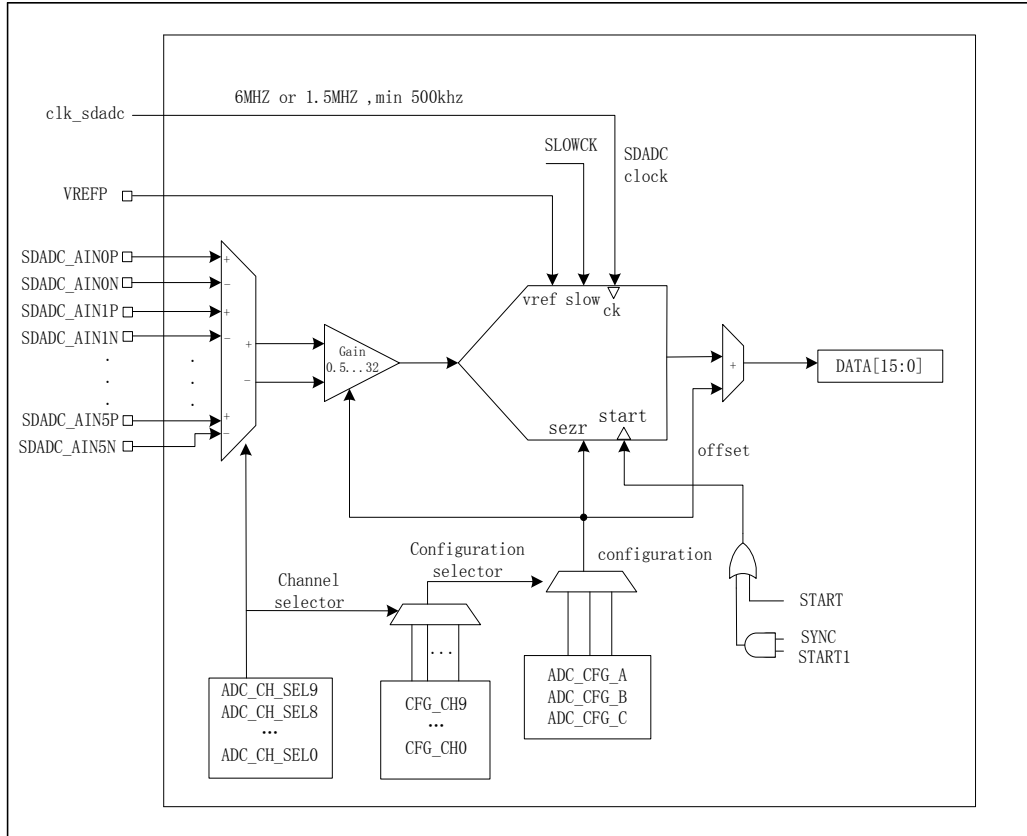 6MHZ or 1.5MHZ ,min 500khz
clk_sdadc
SLOWCK
SDADC
clock
VREFP
SDADC_AIN0P
+
SDADC_AIN0N
-
vref slow
ck
SDADC_AIN1P
+
SDADC_AIN1N
-
+
-
Gain
0.5...32
+
DATA[15:0]
.
.
.
.
.
.
SDADC_AIN5P
+
SDADC_AIN5N
-
start
sezr
offset
Configuration
selector
configuration
Channel
selector
START
SYNC
START1
...
ADC_CH_SEL9
ADC_CH_SEL8
...
ADC_CH_SEL0
CFG_CH9
...
CFG_CH0
ADC_CFG_A
ADC_CFG_B
ADC_CFG_C